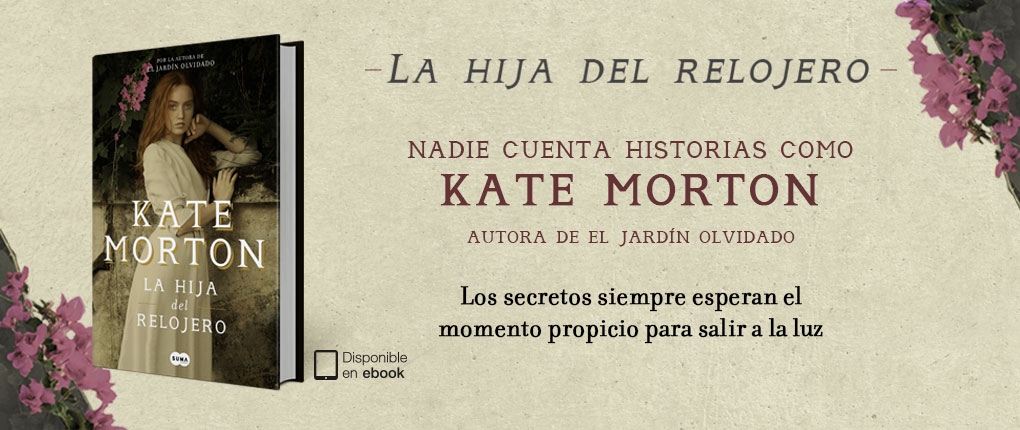 POR LA AUTORA DE
EL JARDÍN OLVIDADO
KATE
MORTON
LA HIJA
del
RELOJERO
SUMA
Disponible
en ebook
LA HIJA DEL RELOJERO
NADIE CUENTA HISTORIAS COMO
KATE MORTON
AUTORA DE EL JARDÍN OLVIDADO
Los secretos siempre esperan el
momento propicio para salir a la luz